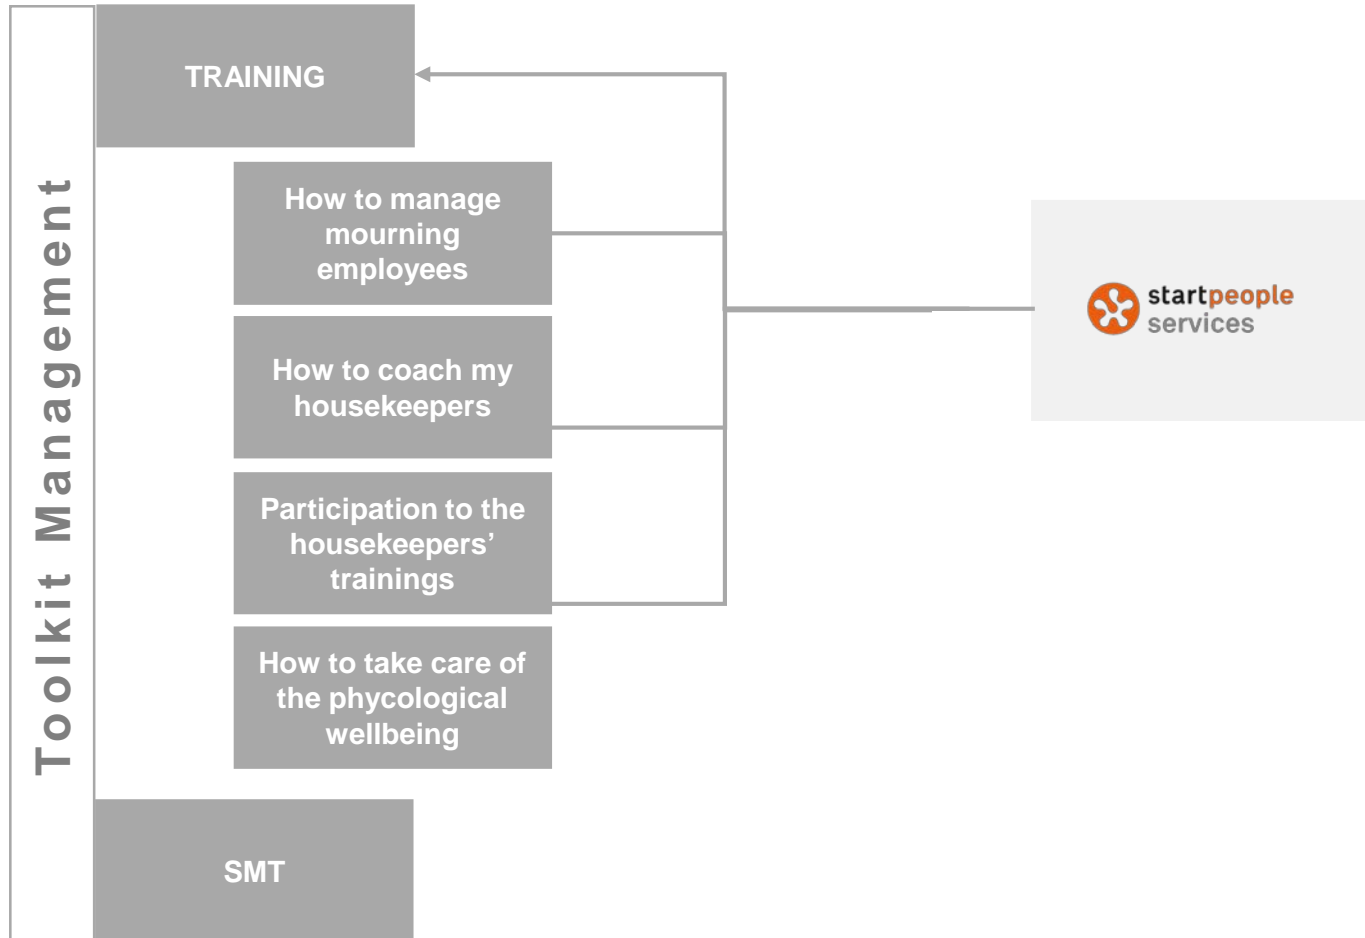 Toolkit Management
TRAINING
How to manage
mourning
employees
How to coach my
housekeepers
Participation to the
housekeepers’
trainings
How to take care of
the phycological
wellbeing
SMT
startpeople
services